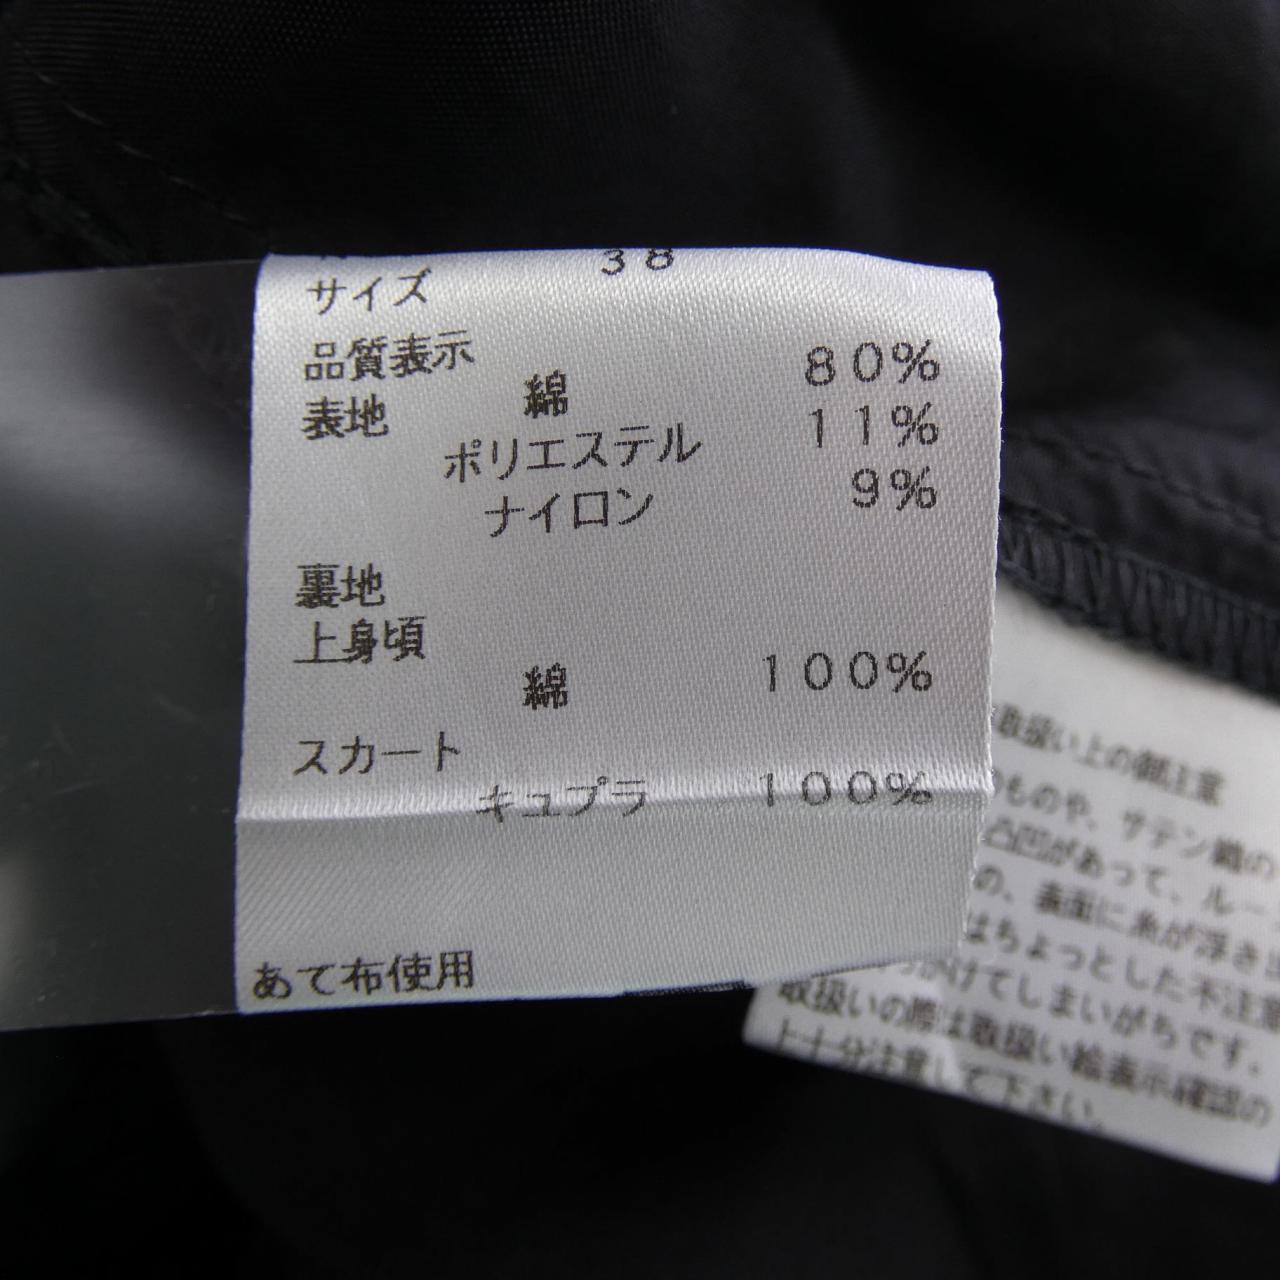 サイズ 38
品質表示
表地 綿 80%
ポリエステル 11%
ナイロン 9%
裏地
上身頃
綿 100%
スカート
キュプラ 100%
あて布使用
取扱い上の御注意
ものや、サテン織の
凸凹があって、ルー
の、表面に糸が浮き
はちょっとした不注意
かけてしまいがちです。
取扱いの際は取扱い絵表示確認の
上十分注意して下さい。